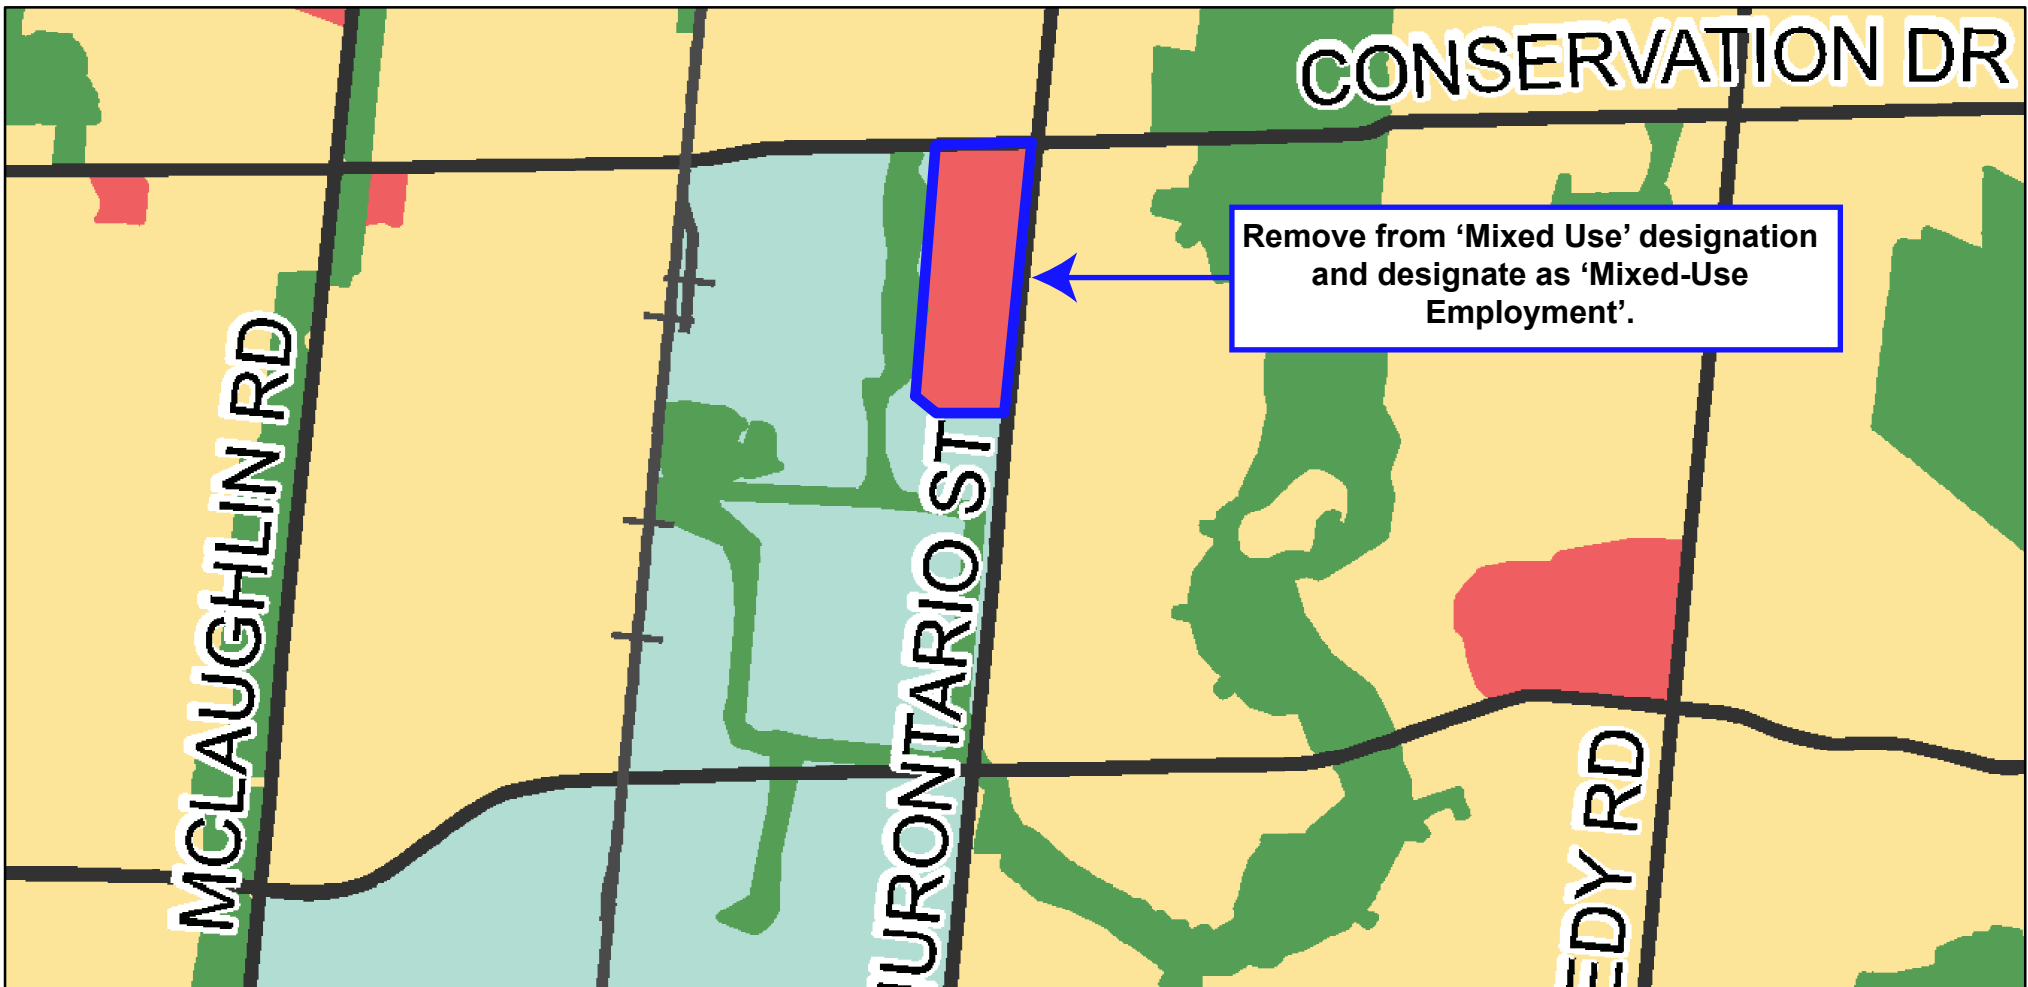 CONSERVATION DR
Remove from ‘Mixed Use’ designation
and designate as ‘Mixed-Use
Employment’.
MCLAUGHLIN RD
URONTARIO ST
EDY RD